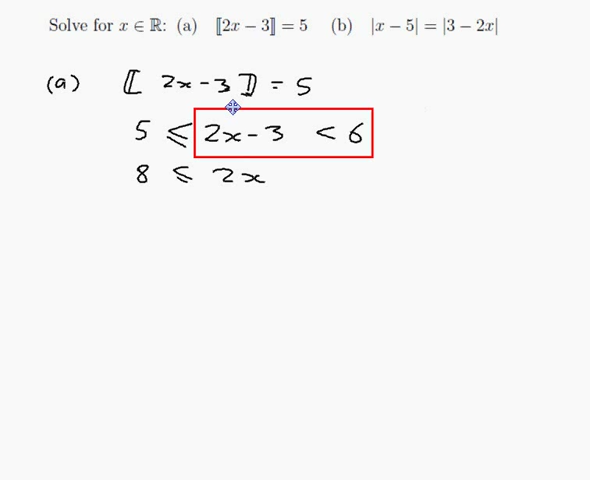 Solve for x ∈ ℝ: (a) ⟦2x − 3⟧ = 5 (b) |x − 5| = |3 − 2x|
(a) ⟦ 2x - 3 ⟧ = 5
5 ≤ 2x - 3 < 6
8 ≤ 2x